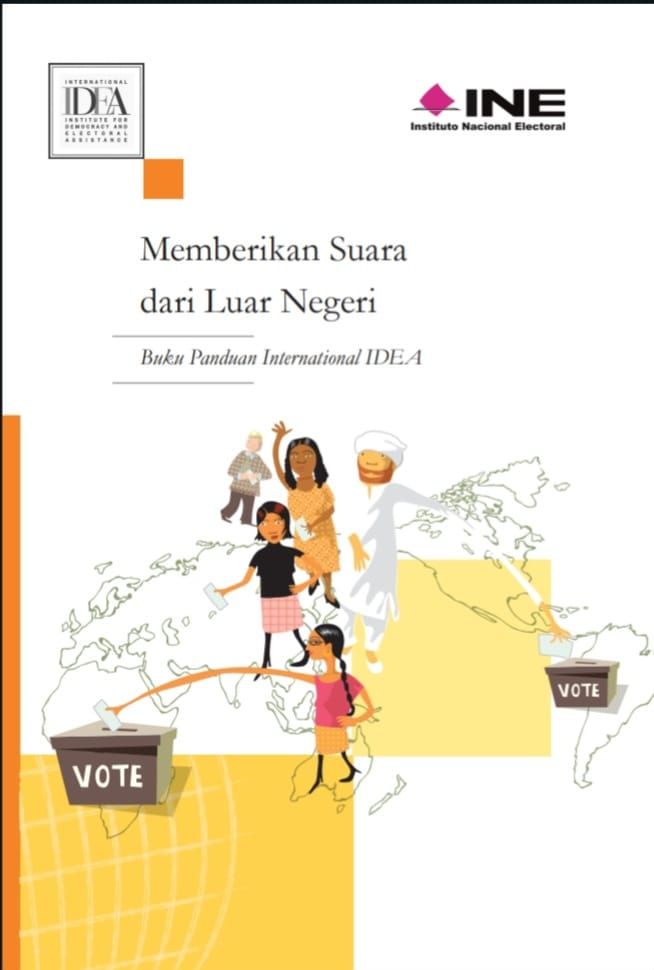 INTERNATIONAL
IDEA
INSTITUTE FOR
DEMOCRACY AND
ELECTORAL
ASSISTANCE
INE
Instituto Nacional Electoral
Memberikan Suara
dari Luar Negeri
Buku Panduan International IDEA
VOTE
VOTE